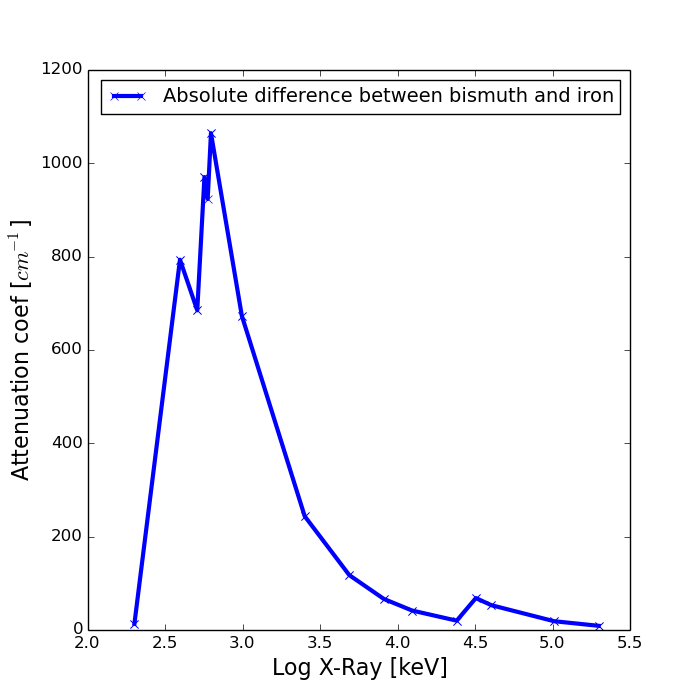 Absolute difference between bismuth and iron
1200
1000
800
600
400
200
0
Attenuation coef [cm⁻¹]
2.0 2.5 3.0 3.5 4.0 4.5 5.0 5.5
Log X-Ray [keV]